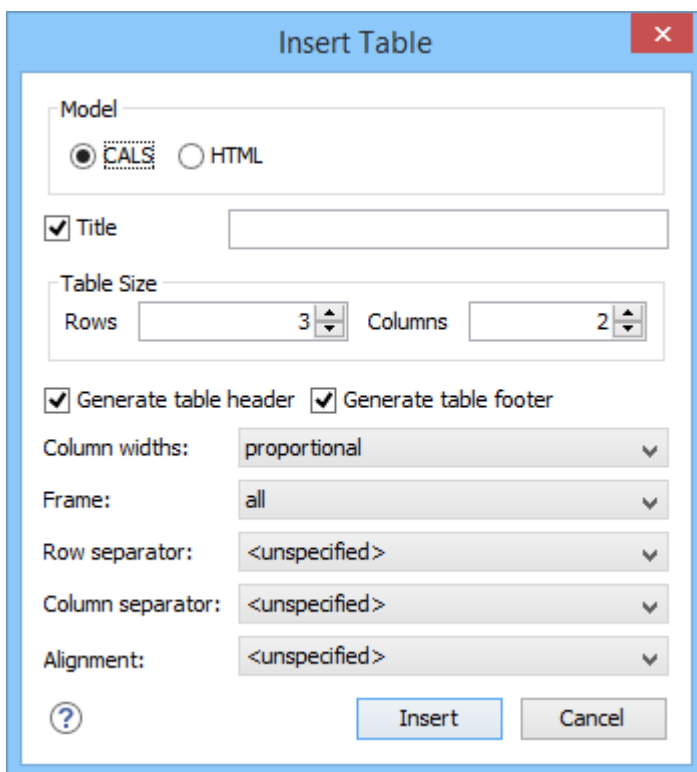 Insert Table
Model
CALS HTML
Title
Table Size
Rows 3 Columns 2
Generate table header Generate table footer
Column widths: proportional
Frame: all
Row separator: <unspecified>
Column separator: <unspecified>
Alignment: <unspecified>
? Insert Cancel